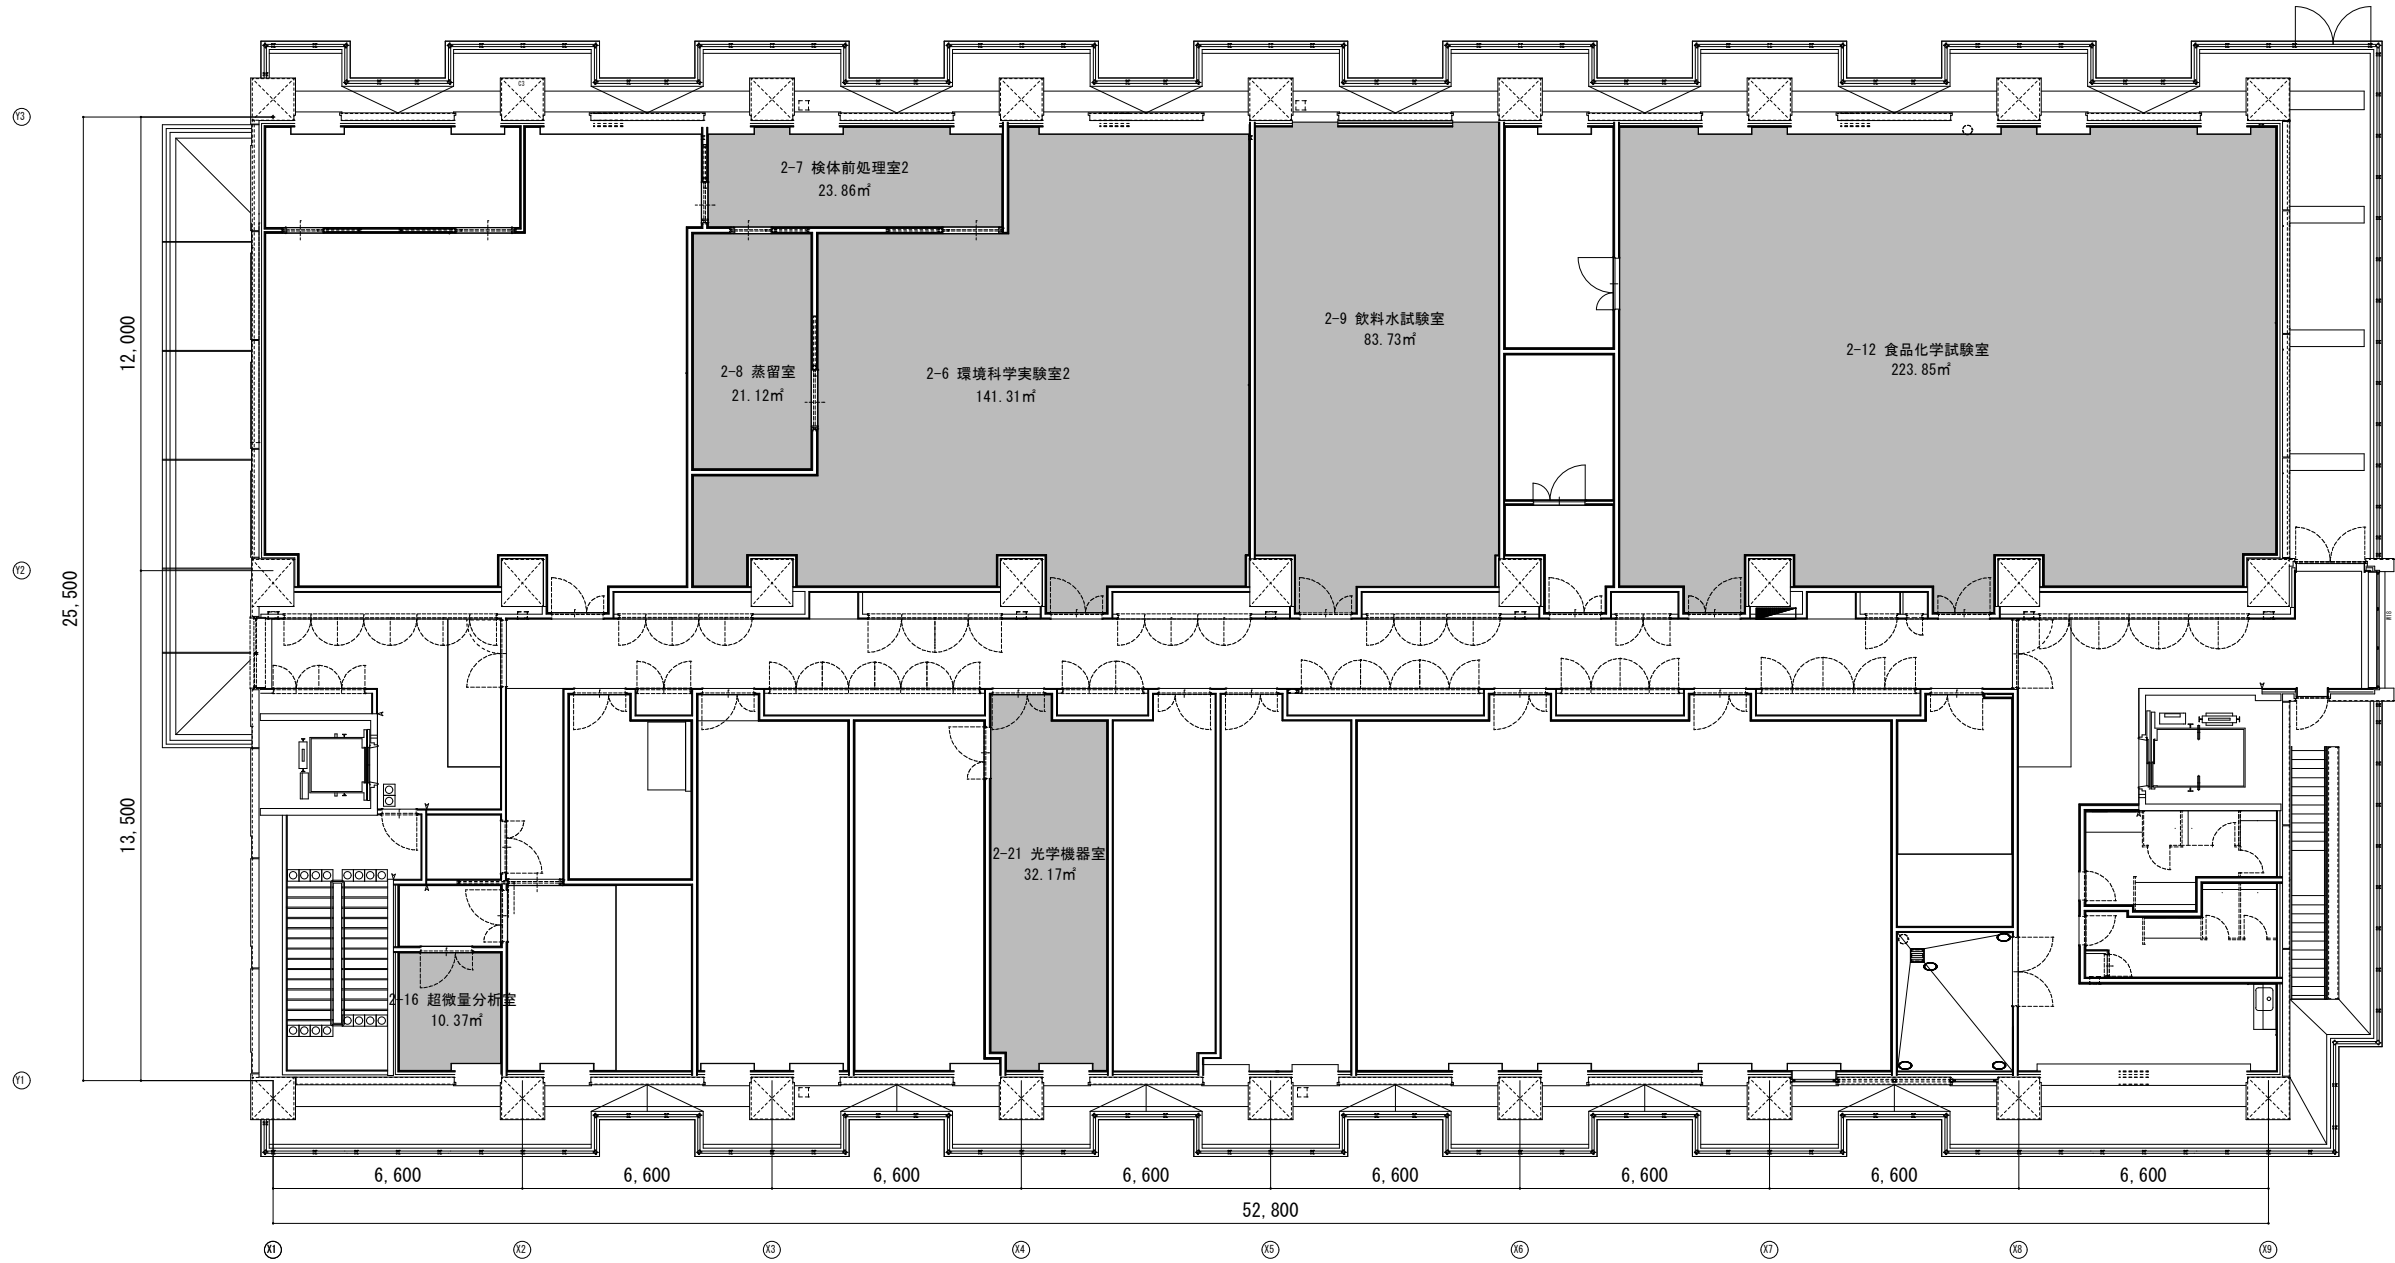 C3
Y3
2-7 検体前処理室2
23.86㎡
2-9 飲料水試験室
83.73㎡
12,000
2-12 食品化学試験室
223.85㎡
2-8 蒸留室
21.12㎡
2-6 環境科学実験室2
141.31㎡
Y2
25,500
13,500
2-21 光学機器室
32.17㎡
2-16 超微量分析室
10.37㎡
Y1
6,600
6,600
6,600
6,600
6,600
6,600
6,600
6,600
52,800
X1
X2
X3
X4
X5
X6
X7
X8
X9